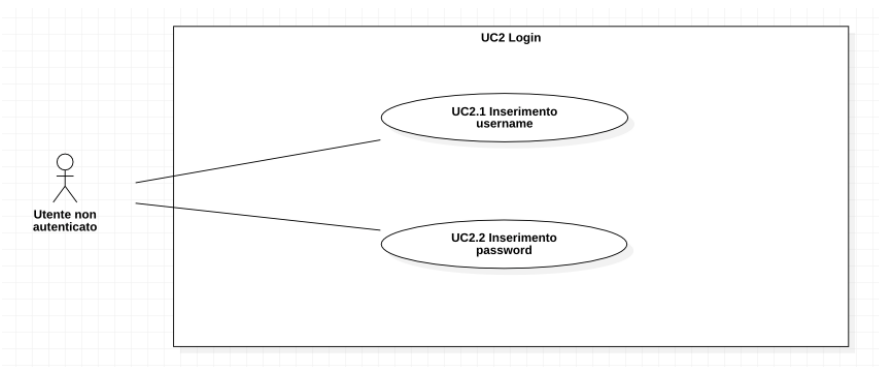 UC2 Login
UC2.1 Inserimento
username
Utente non
autenticato
UC2.2 Inserimento
password